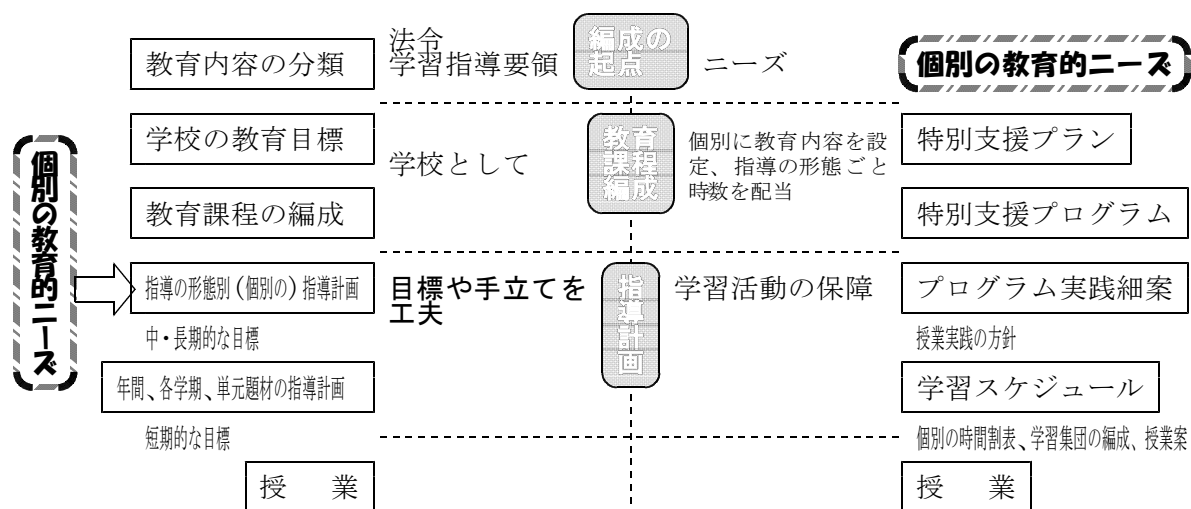 教育内容の分類
法令
学習指導要領
編成の
起点
ニーズ
個別の教育的ニーズ
学校の教育目標
学校として
教育
課程
編成
個別に教育内容を設
定、指導の形態ごと
時数を配当
特別支援プラン
教育課程の編成
特別支援プログラム
個別の教育的ニーズ
指導の形態別(個別の)指導計画
目標や手立てを
工夫
指導計画
学習活動の保障
プログラム実践細案
中・長期的な目標
授業実践の方針
年間、各学期、単元題材の指導計画
学習スケジュール
短期的な目標
個別の時間割表、学習集団の編成、授業案
授 業
授 業